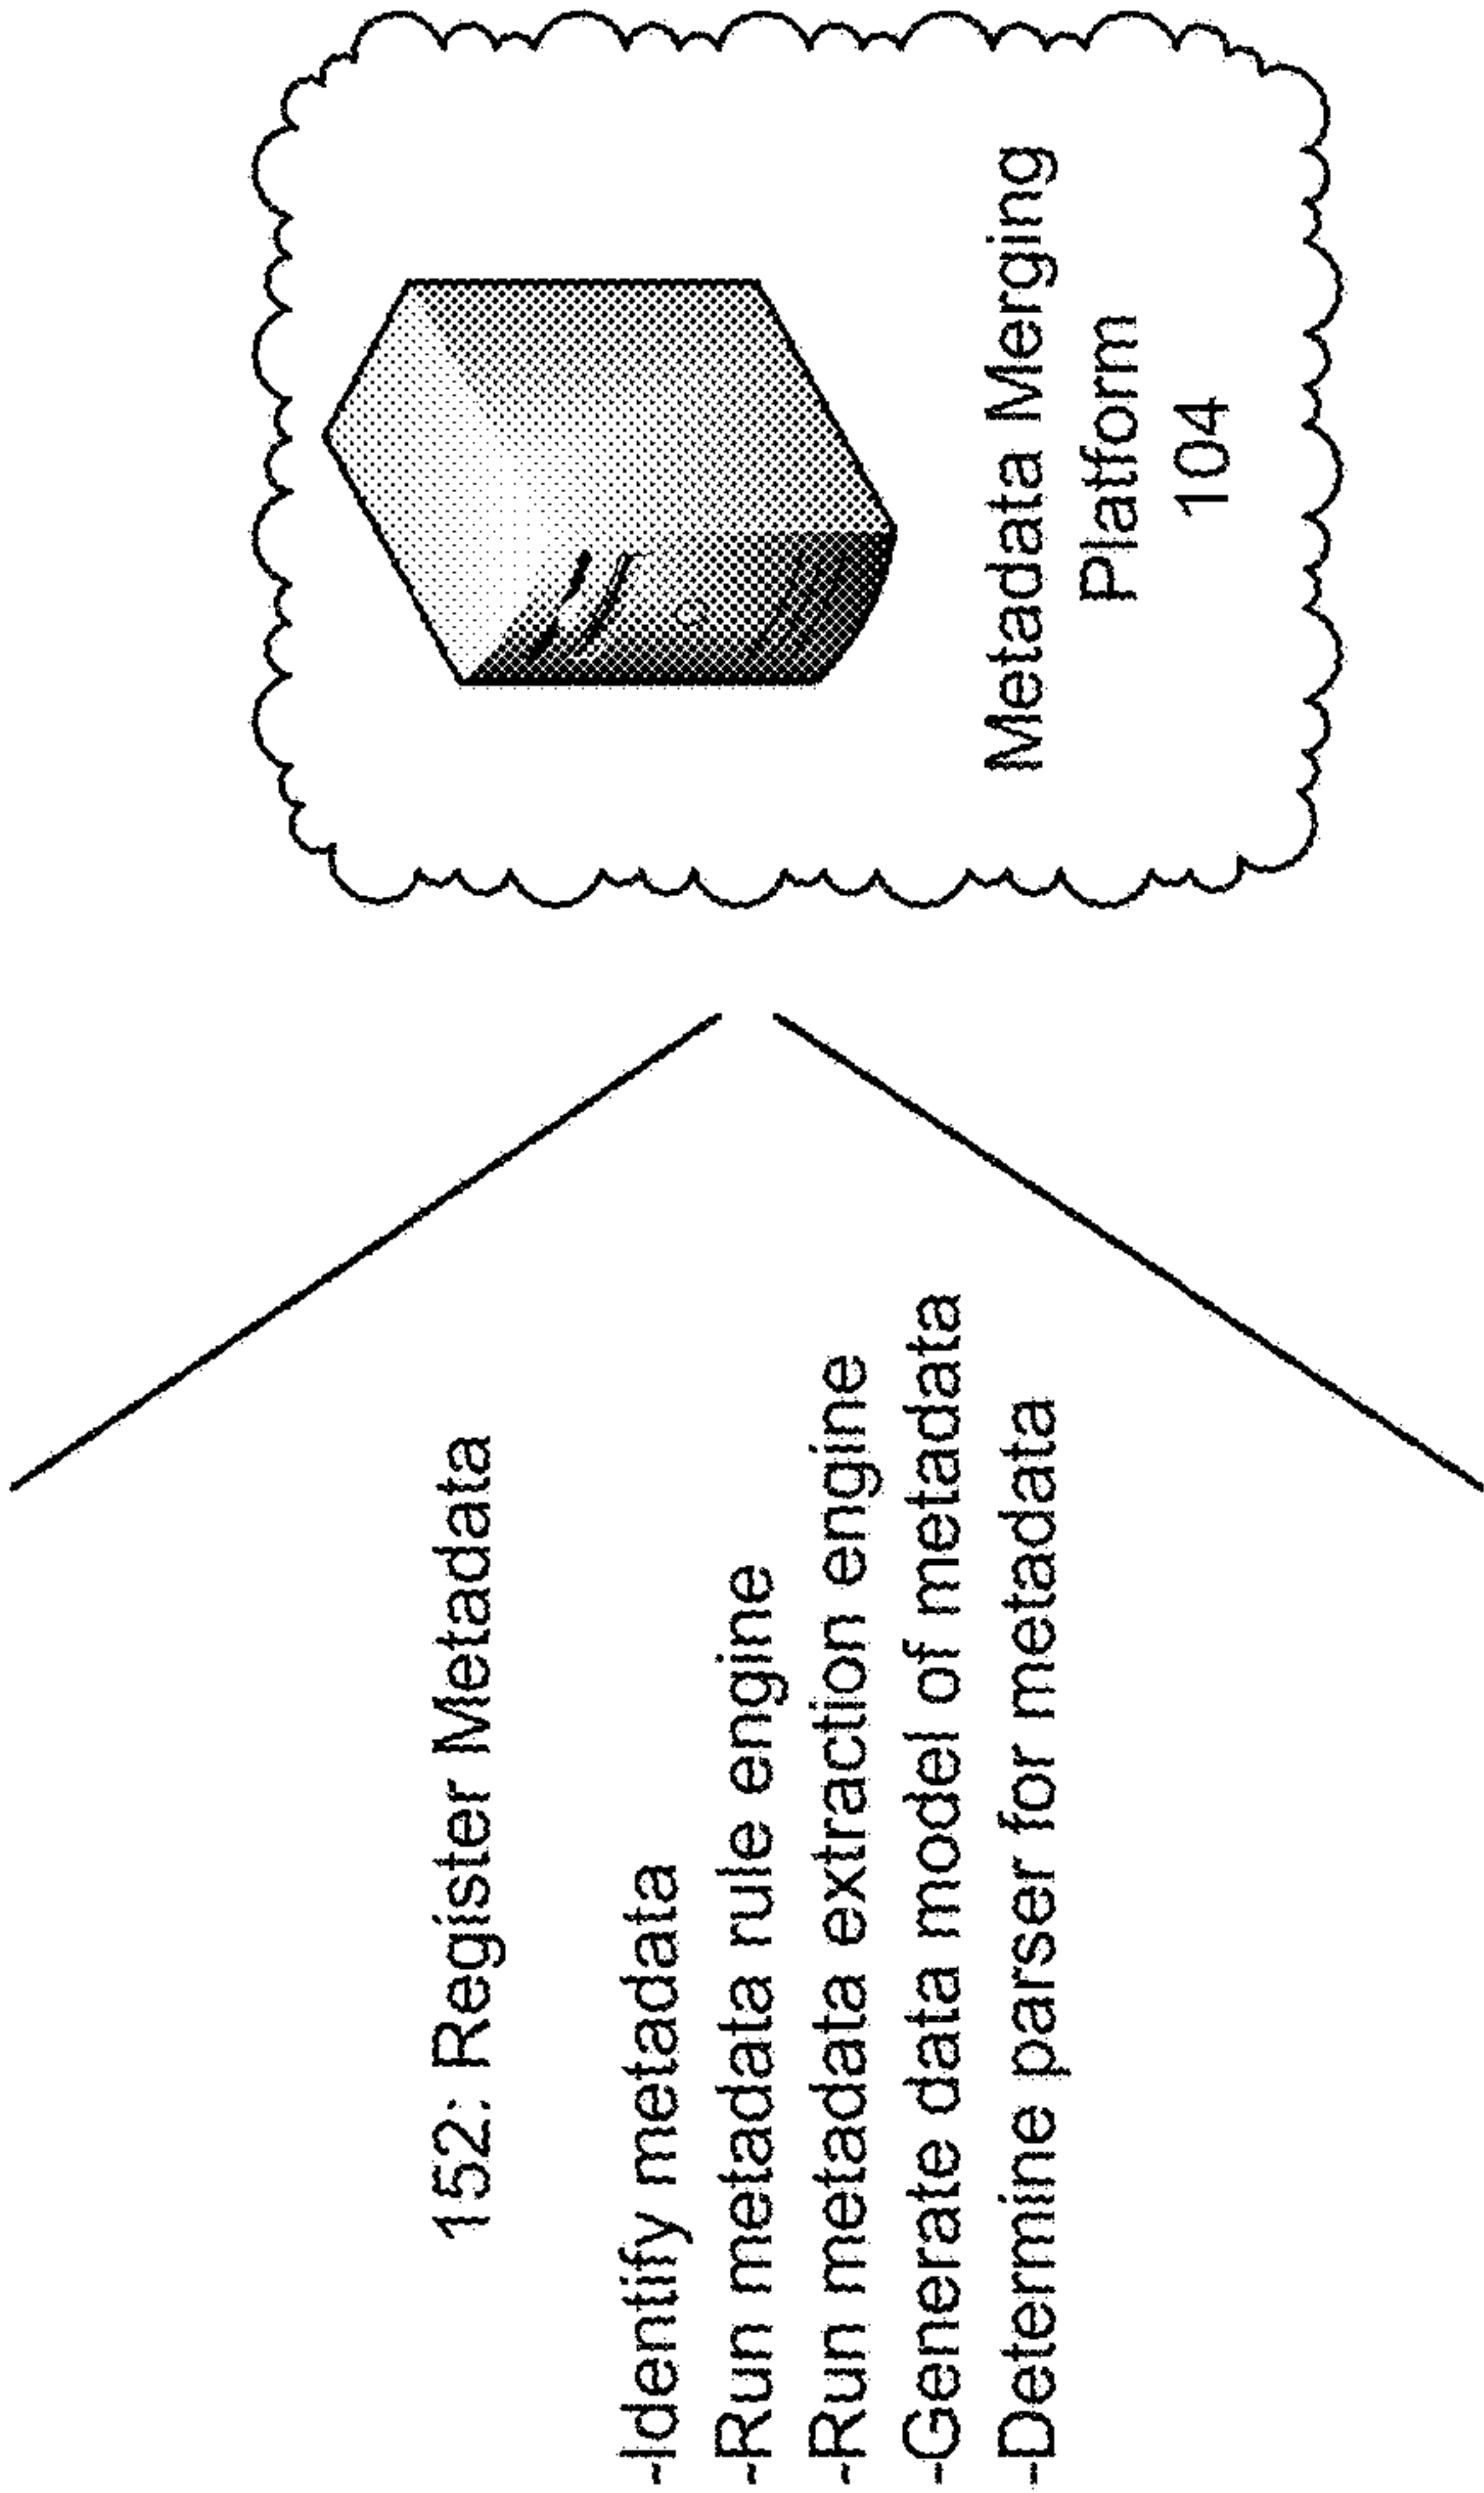 152: Register Metadata
-Identify metadata
-Run metadata rule engine
-Run metadata extraction engine
-Generate data model of metadata
-Determine parser for metadata
Metadata Merging
Platform
104